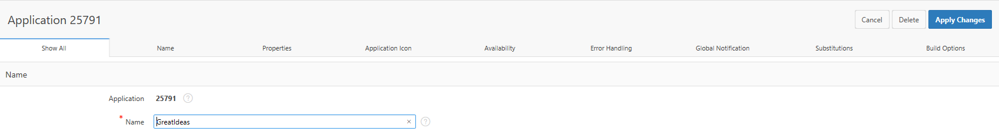 Application 25791
Cancel Delete Apply Changes
Show All Name Properties Application Icon Availability Error Handling Global Notification Substitutions Build Options
Name
Application 25791 ?
* Name GreatIdeas × ?